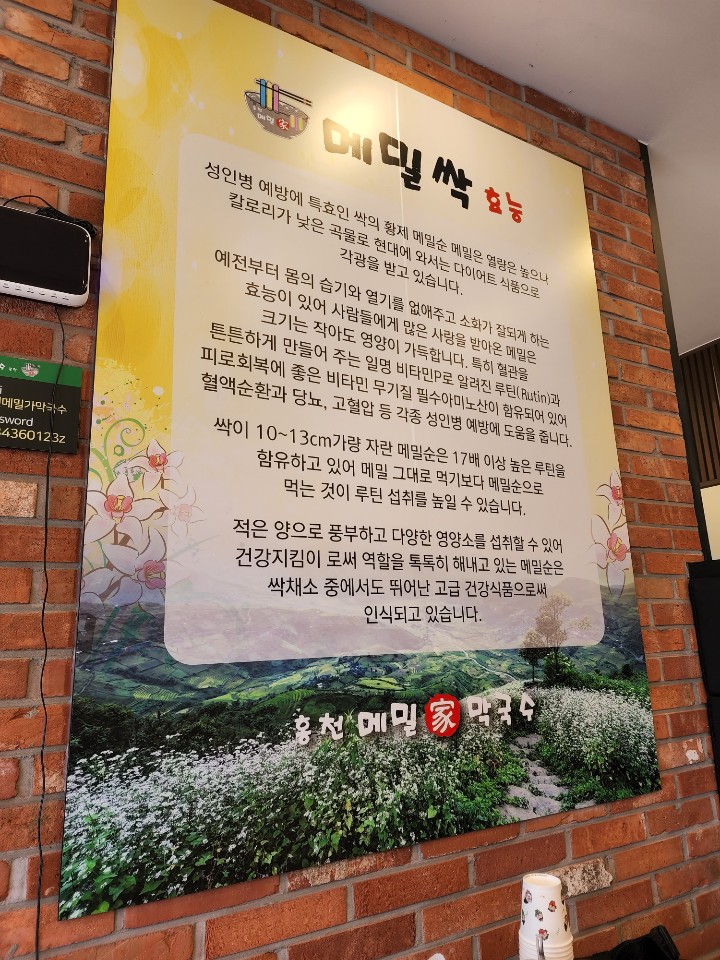 메밀家
메밀싹 효능
성인병 예방에 특효인 싹의 황제 메밀순 메밀은 열량은 높으나
칼로리가 낮은 곡물로 현대에 와서는 다이어트 식품으로
각광을 받고 있습니다.
예전부터 몸의 습기와 열기를 없애주고 소화가 잘되게 하는
효능이 있어 사람들에게 많은 사랑을 받아온 메밀은
크기는 작아도 영양이 가득합니다. 특히 혈관을
튼튼하게 만들어 주는 일명 비타민P로 알려진 루틴(Rutin)과
피로회복에 좋은 비타민 무기질 필수아미노산이 함유되어 있어
혈액순환과 당뇨, 고혈압 등 각종 성인병 예방에 도움을 줍니다.
싹이 10~13cm가량 자란 메밀순은 17배 이상 높은 루틴을
함유하고 있어 메밀 그대로 먹기보다 메밀순으로
먹는 것이 루틴 섭취를 높일 수 있습니다.
적은 양으로 풍부하고 다양한 영양소를 섭취할 수 있어
건강지킴이 로써 역할을 톡톡히 해내고 있는 메밀순은
싹채소 중에서도 뛰어난 고급 건강식품으로써
인식되고 있습니다.
홍천 메밀家막국수
메밀가막국수
sword
4360123z